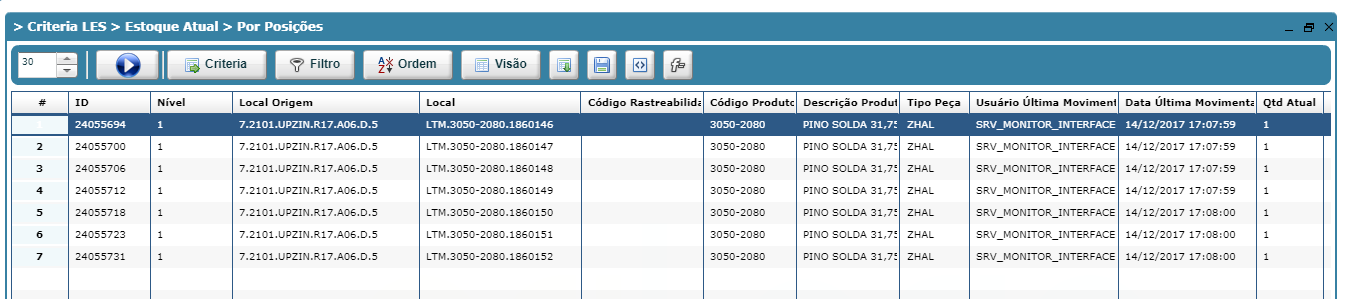 > Criteria LES > Estoque Atual > Por Posições
30 Criteria Filtro Ordem Visão
# ID Nível Local Origem Local Código Rastreabilida Código Produto Descrição Produt Tipo Peça Usuário Última Moviment Data Última Movimenta Qtd Atual
1 24055694 1 7.2101.UPZIN.R17.A06.D.5 LTM.3050-2080.1860146 3050-2080 PINO SOLDA 31,75 ZHAL SRV_MONITOR_INTERFACE 14/12/2017 17:07:59 1
2 24055700 1 7.2101.UPZIN.R17.A06.D.5 LTM.3050-2080.1860147 3050-2080 PINO SOLDA 31,75 ZHAL SRV_MONITOR_INTERFACE 14/12/2017 17:07:59 1
3 24055706 1 7.2101.UPZIN.R17.A06.D.5 LTM.3050-2080.1860148 3050-2080 PINO SOLDA 31,75 ZHAL SRV_MONITOR_INTERFACE 14/12/2017 17:07:59 1
4 24055712 1 7.2101.UPZIN.R17.A06.D.5 LTM.3050-2080.1860149 3050-2080 PINO SOLDA 31,75 ZHAL SRV_MONITOR_INTERFACE 14/12/2017 17:07:59 1
5 24055718 1 7.2101.UPZIN.R17.A06.D.5 LTM.3050-2080.1860150 3050-2080 PINO SOLDA 31,75 ZHAL SRV_MONITOR_INTERFACE 14/12/2017 17:08:00 1
6 24055723 1 7.2101.UPZIN.R17.A06.D.5 LTM.3050-2080.1860151 3050-2080 PINO SOLDA 31,75 ZHAL SRV_MONITOR_INTERFACE 14/12/2017 17:08:00 1
7 24055731 1 7.2101.UPZIN.R17.A06.D.5 LTM.3050-2080.1860152 3050-2080 PINO SOLDA 31,75 ZHAL SRV_MONITOR_INTERFACE 14/12/2017 17:08:00 1